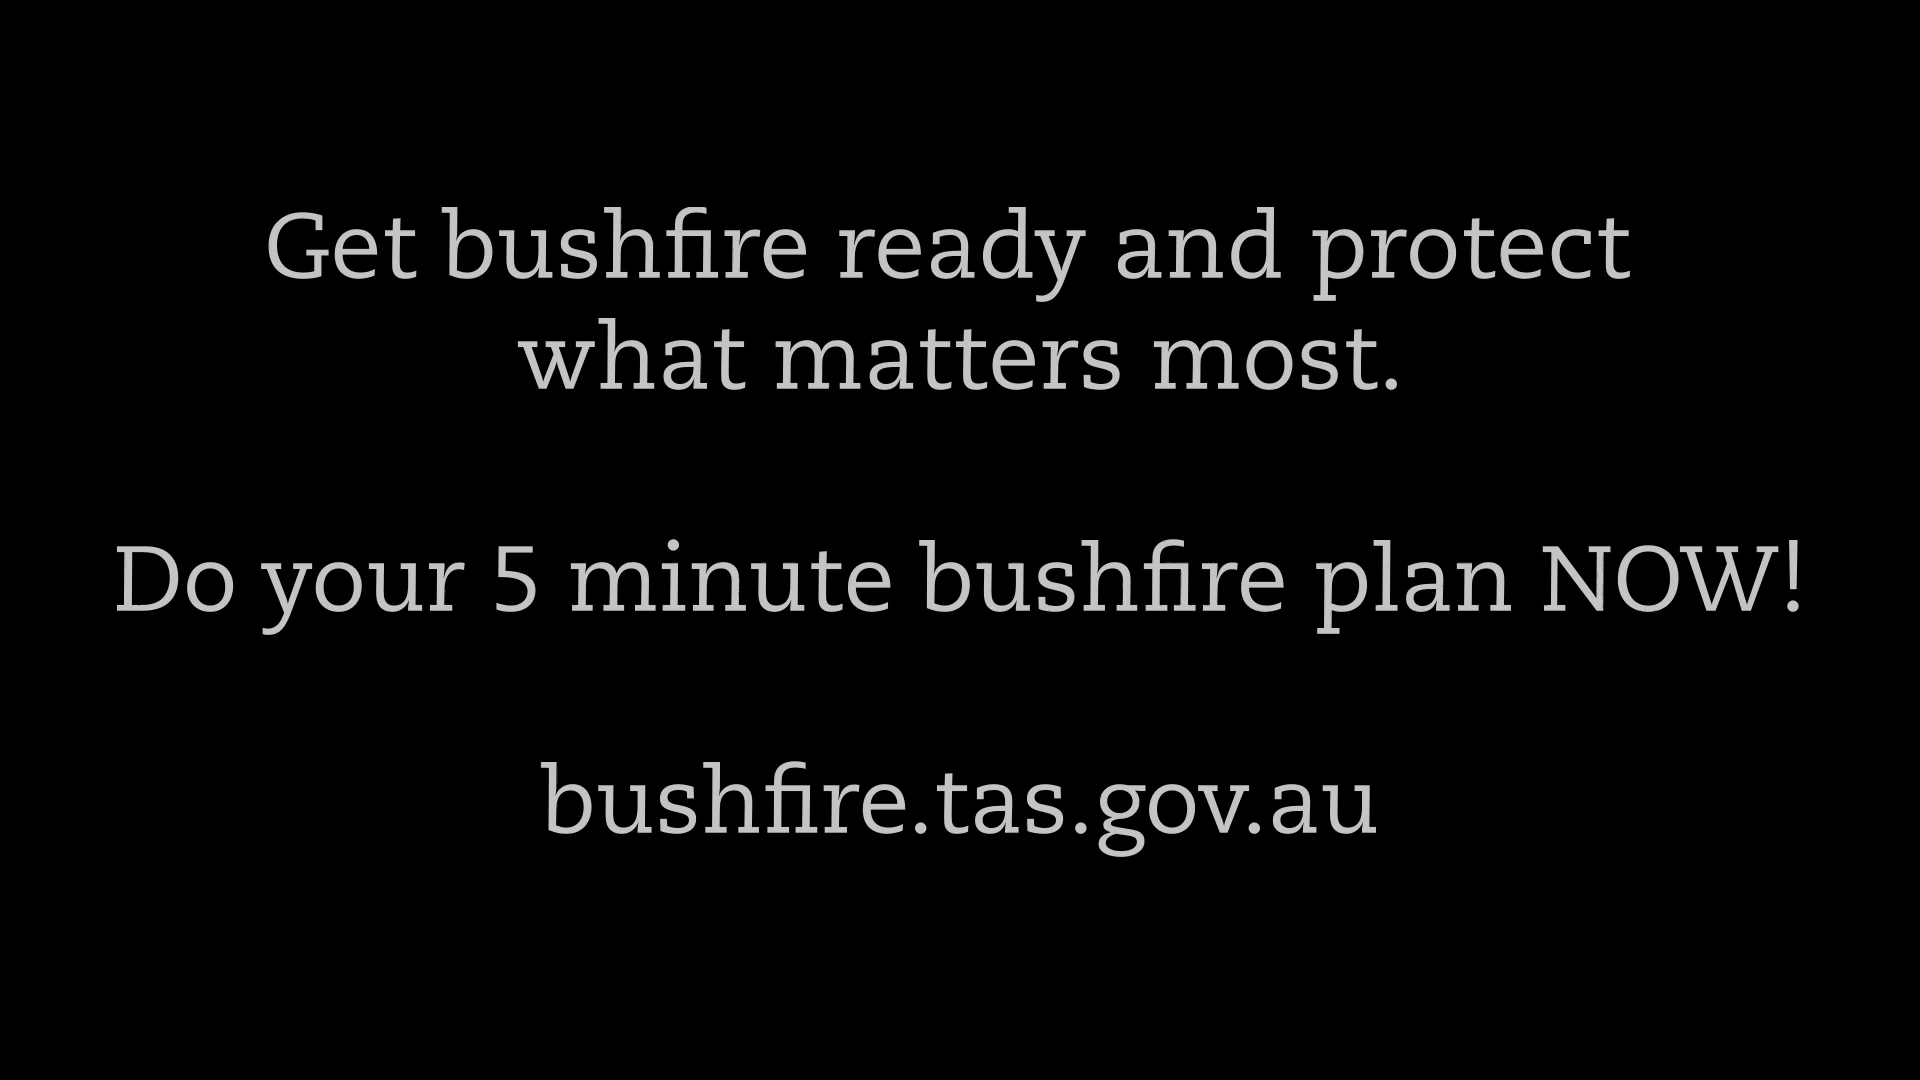 Get bushfire ready and protect
what matters most.
Do your 5 minute bushfire plan NOW!
bushfire.tas.gov.au